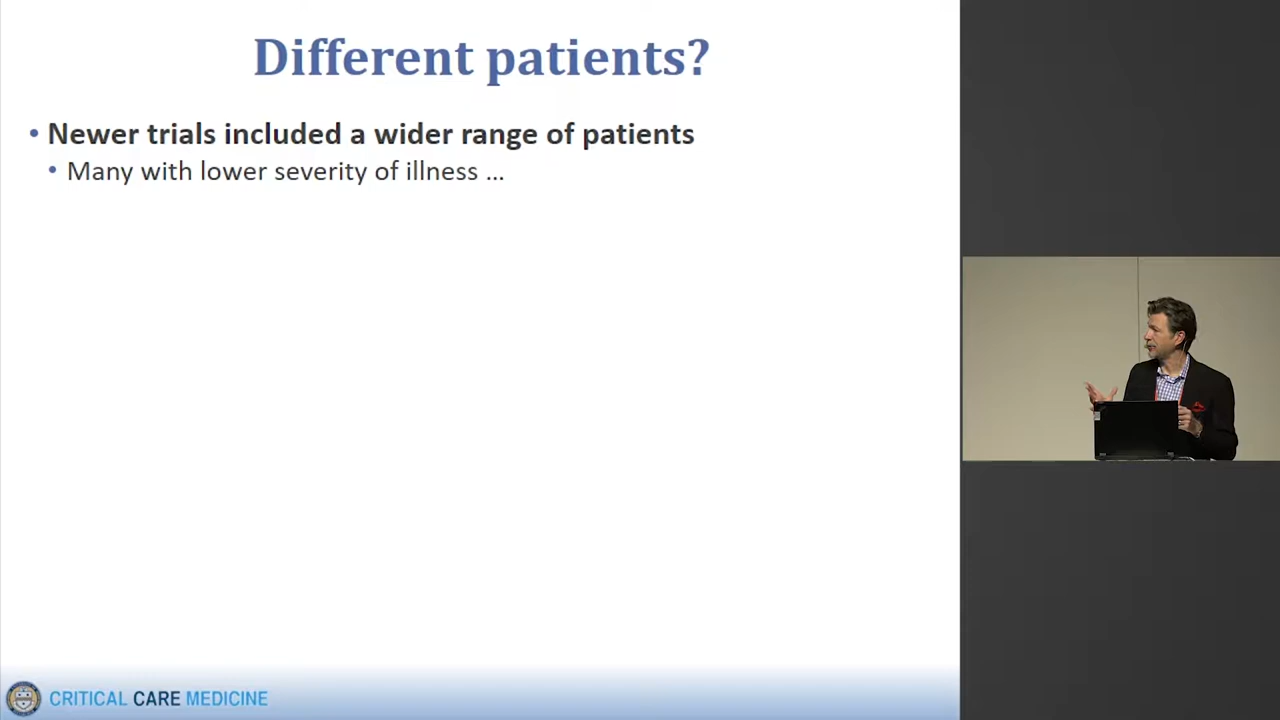 Different patients?
• Newer trials included a wider range of patients
• Many with lower severity of illness ...
CRITICAL CARE MEDICINE